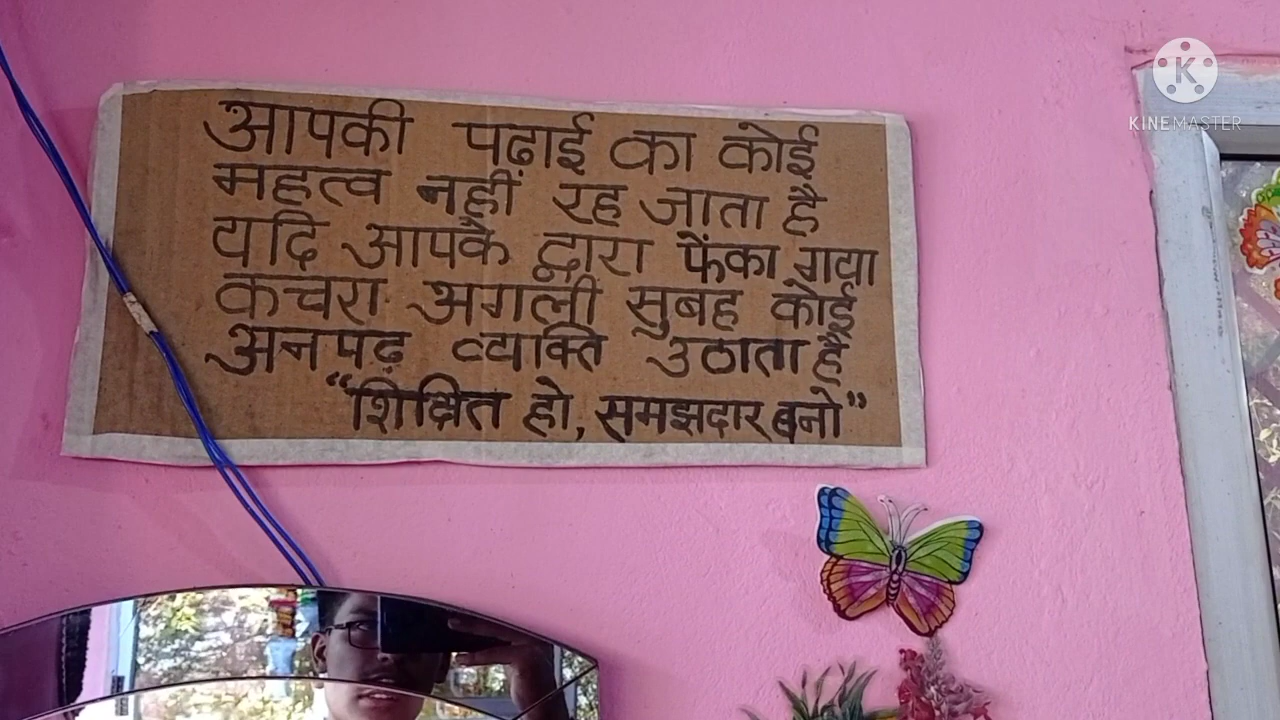 आपकी पढ़ाई का कोई
महत्व नहीं रह जाता है
यदि आपके द्वारा फेंका गया
कचरा अगली सुबह कोई
अनपढ़ व्यक्ति उठाता है
“शिक्षित हो, समझदार बनो”
K
KINEMASTER